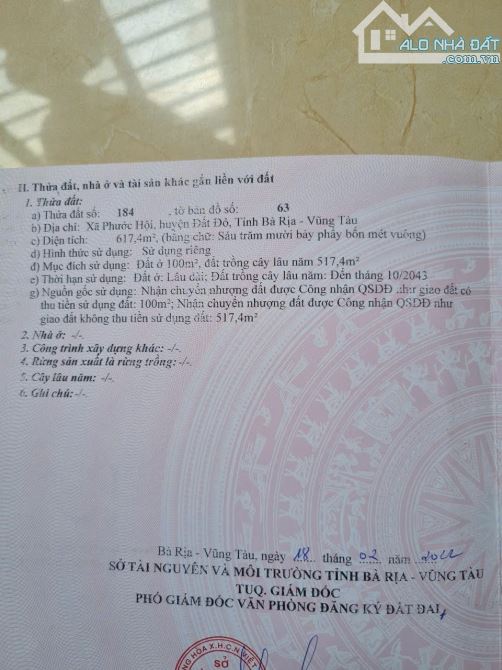 ALO NHÀ ĐẤT
.com.vn
II. Thửa đất, nhà ở và tài sản khác gắn liền với đất
1. Thửa đất:
a) Thửa đất số: 184 , tờ bản đồ số: 63
b) Địa chỉ: Xã Phước Hội, huyện Đất Đỏ, Tỉnh Bà Rịa - Vũng Tàu
c) Diện tích: 617,4m², (bằng chữ: Sáu trăm mười bảy phẩy bốn mét vuông)
d) Hình thức sử dụng: Sử dụng riêng
đ) Mục đích sử dụng: Đất ở 100m², đất trồng cây lâu năm 517,4m²
e) Thời hạn sử dụng: Đất ở: Lâu dài; Đất trồng cây lâu năm: Đến tháng 10/2043
g) Nguồn gốc sử dụng: Nhận chuyển nhượng đất được Công nhận QSDĐ như giao đất có
thu tiền sử dụng đất: 100m²; Nhận chuyển nhượng đất được Công nhận QSDĐ như
giao đất không thu tiền sử dụng đất: 517,4m²
2. Nhà ở: -/-.
3. Công trình xây dựng khác: -/-.
4. Rừng sản xuất là rừng trồng: -/-.
5. Cây lâu năm: -/-.
6. Ghi chú: -/-.
Bà Rịa - Vũng Tàu, ngày 18 tháng 02 năm 2022
SỞ TÀI NGUYÊN VÀ MÔI TRƯỜNG TỈNH BÀ RỊA - VŨNG TÀU
TUQ. GIÁM ĐỐC
PHÓ GIÁM ĐỐC VĂN PHÒNG ĐĂNG KÝ ĐẤT ĐAI
HÒA X.H.C.N VIỆT
SỞ